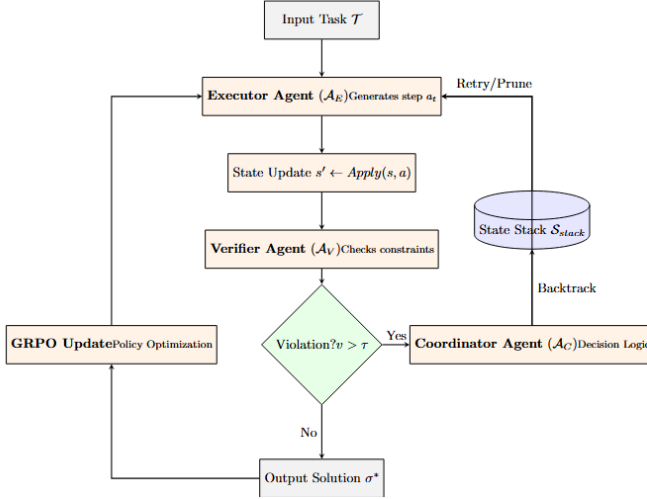 Input Task 𝒯
Retry/Prune
Executor Agent (𝒜_E)Generates step a_t
State Update s′ ← Apply(s, a)
State Stack 𝒮_stack
Verifier Agent (𝒜_V)Checks constraints
Backtrack
GRPO UpdatePolicy Optimization
Violation?v > τ
Yes
Coordinator Agent (𝒜_C)Decision Logic
No
Output Solution σ*